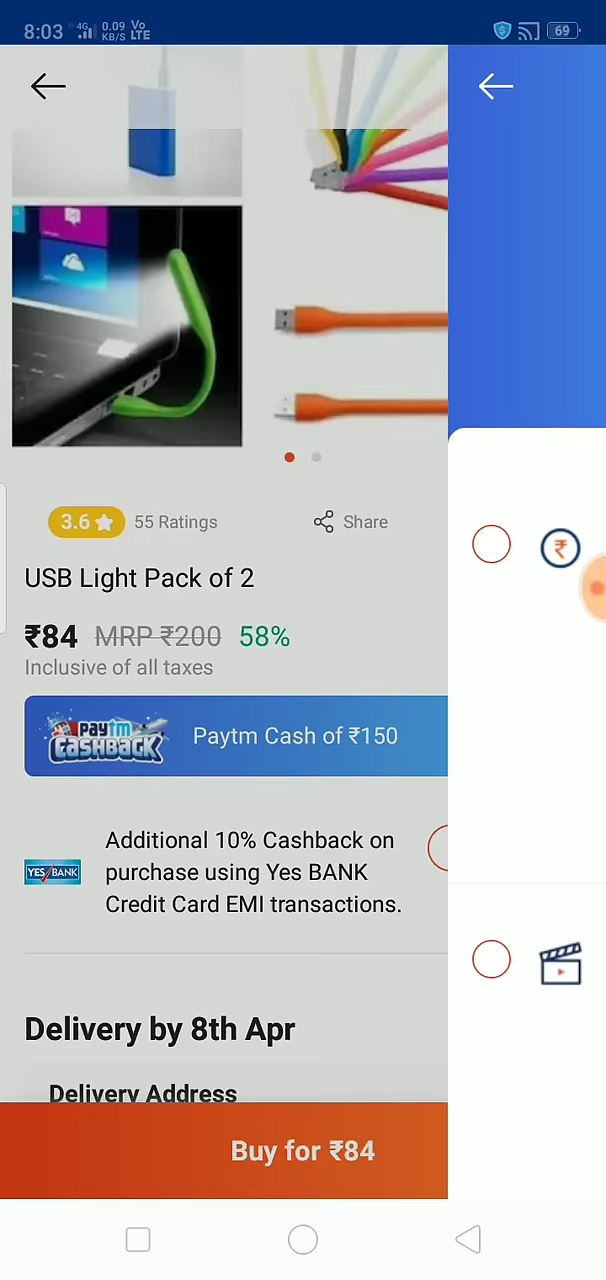 8:03 4G 0.09 KB/S Vo LTE 69
3.6 55 Ratings Share
USB Light Pack of 2
₹84 MRP ₹200 58%
Inclusive of all taxes
paytm CASHBACK Paytm Cash of ₹150
Additional 10% Cashback on
YES BANK purchase using Yes BANK
Credit Card EMI transactions.
Delivery by 8th Apr
Delivery Address
Buy for ₹84